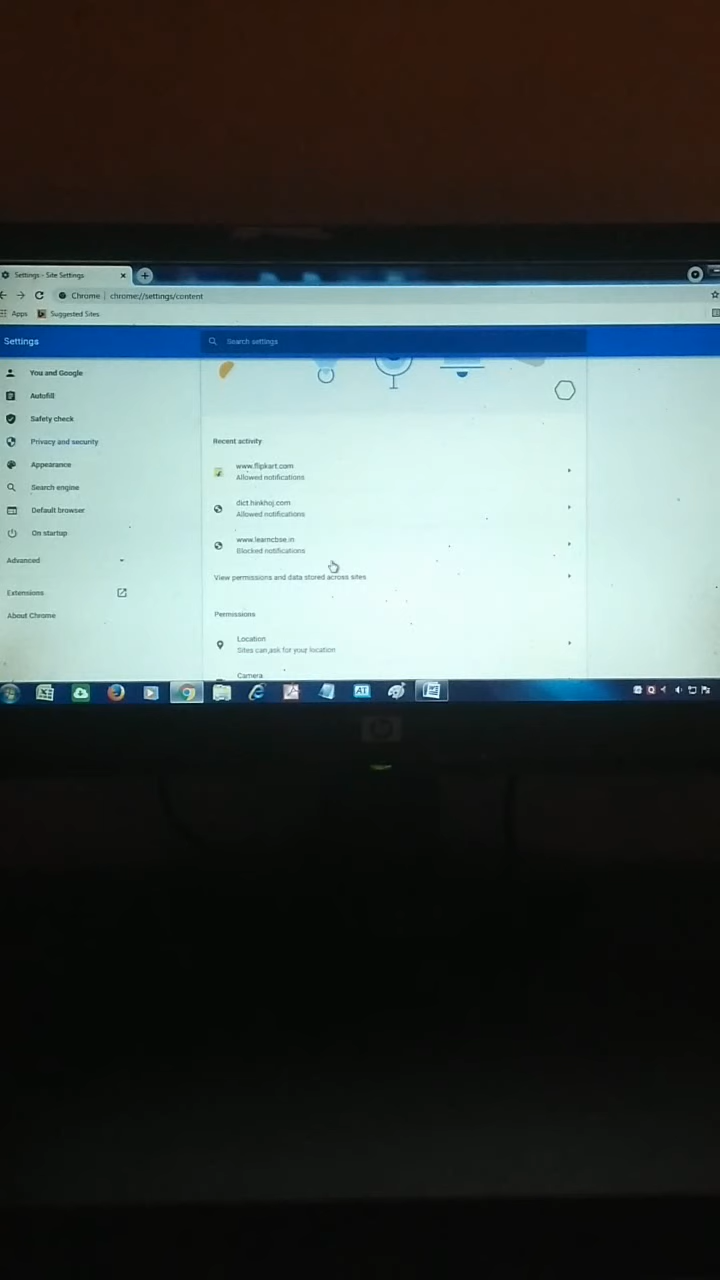 Settings - Site Settings
Chrome | chrome://settings/content
Apps Suggested Sites
Settings
Search settings
You and Google
Autofill
Safety check
Privacy and security
Appearance
Search engine
Default browser
On startup
Advanced
Extensions
About Chrome
Recent activity
www.flipkart.com
Allowed notifications
dict.hinkhoj.com
Allowed notifications
www.learncbse.in
Blocked notifications
View permissions and data stored across sites
Permissions
Location
Sites can ask for your location
Camera
AT
hp